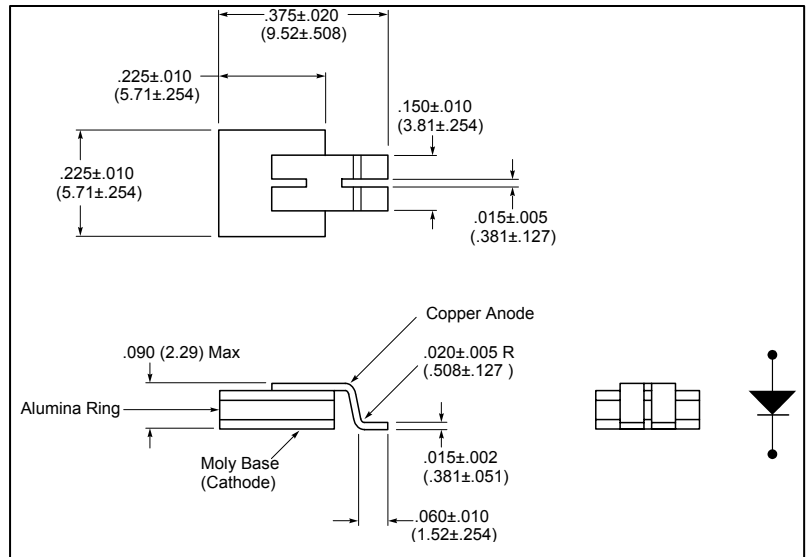 .375±.020
(9.52±.508)
.225±.010
(5.71±.254)
.150±.010
(3.81±.254)
.225±.010
(5.71±.254)
.015±.005
(.381±.127)
Copper Anode
.090 (2.29) Max
.020±.005 R
(.508±.127 )
Alumina Ring
.015±.002
(.381±.051)
Moly Base
(Cathode)
.060±.010
(1.52±.254)